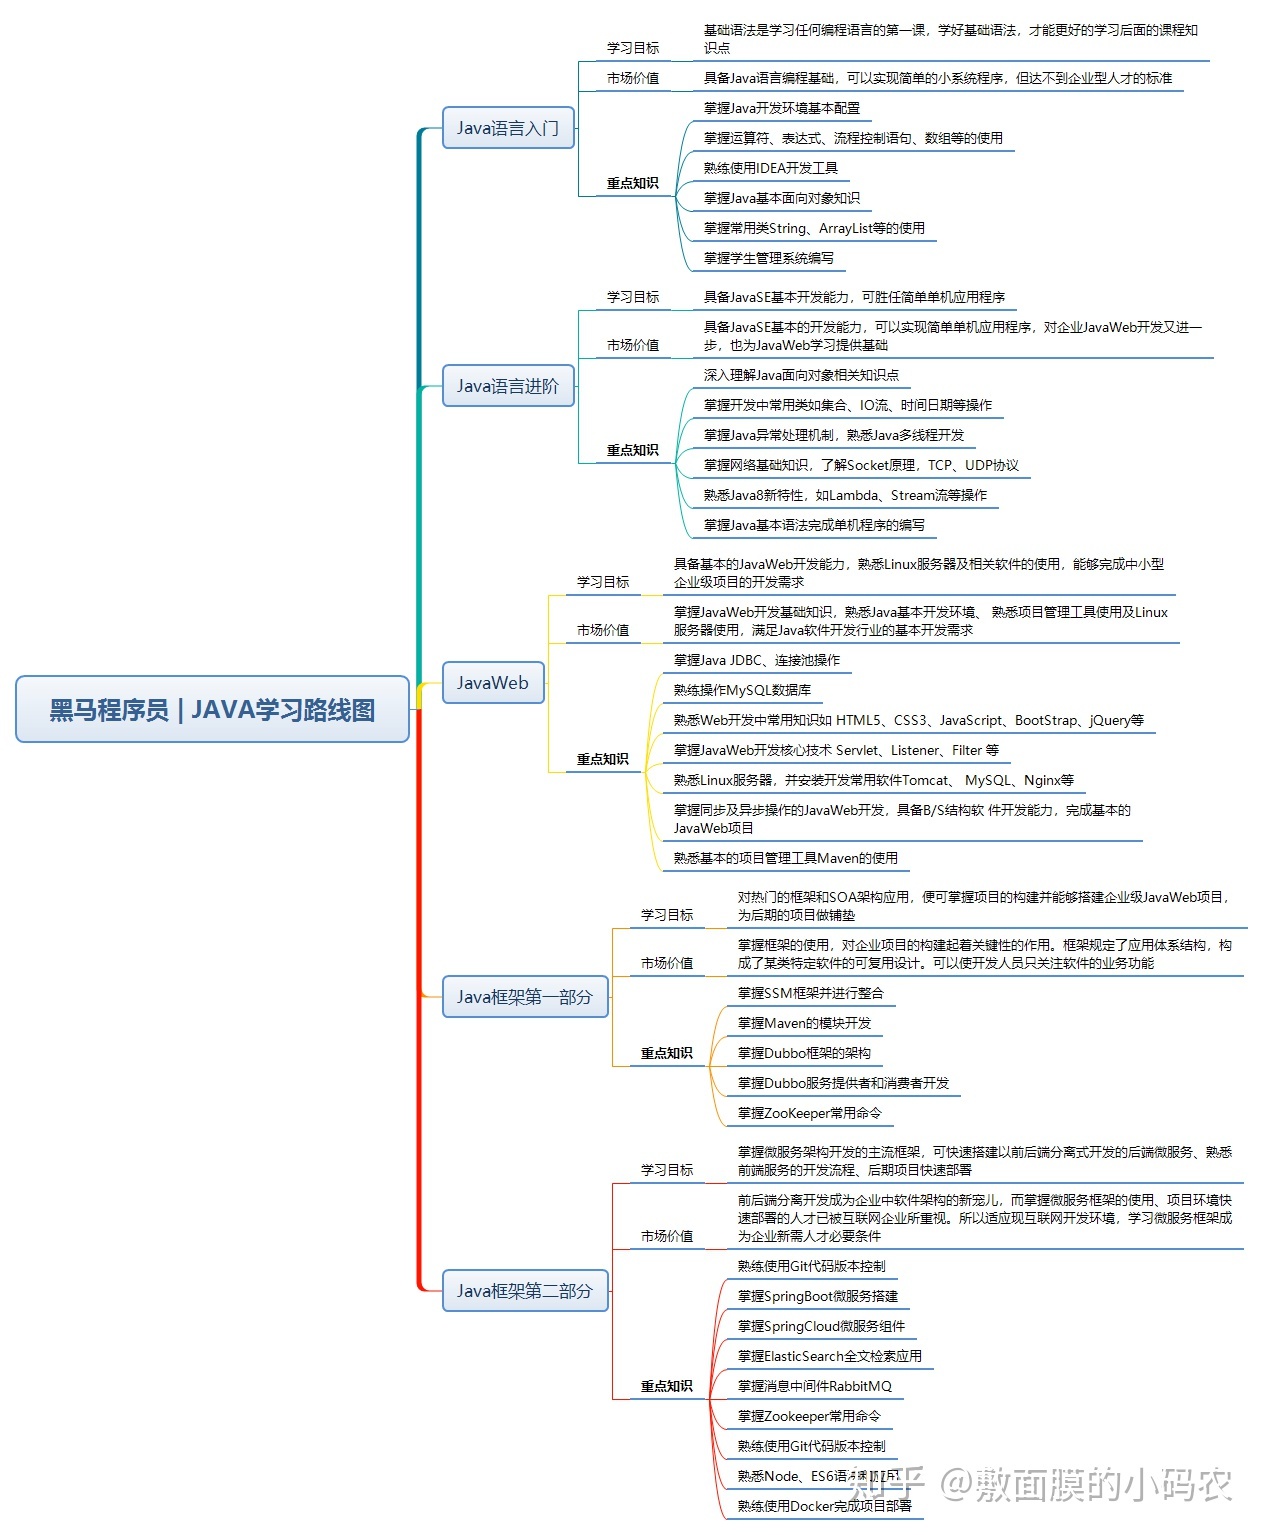 黑马程序员 | JAVA学习路线图
Java语言入门
学习目标
基础语法是学习任何编程语言的第一课，学好基础语法，才能更好的学习后面的课程知
识点
市场价值
具备Java语言编程基础，可以实现简单的小系统程序，但达不到企业型人才的标准
重点知识
掌握Java开发环境基本配置
掌握运算符、表达式、流程控制语句、数组等的使用
熟练使用IDEA开发工具
掌握Java基本面向对象知识
掌握常用类String、ArrayList等的使用
掌握学生管理系统编写
Java语言进阶
学习目标
具备JavaSE基本开发能力，可胜任简单单机应用程序
市场价值
具备JavaSE基本的开发能力，可以实现简单单机应用程序，对企业JavaWeb开发又进一
步，也为JavaWeb学习提供基础
重点知识
深入理解Java面向对象相关知识点
掌握开发中常用类如集合、IO流、时间日期等操作
掌握Java异常处理机制，熟悉Java多线程开发
掌握网络基础知识，了解Socket原理，TCP、UDP协议
熟悉Java8新特性，如Lambda、Stream流等操作
掌握Java基本语法完成单机程序的编写
JavaWeb
学习目标
具备基本的JavaWeb开发能力，熟悉Linux服务器及相关软件的使用，能够完成中小型
企业级项目的开发需求
市场价值
掌握JavaWeb开发基础知识，熟悉Java基本开发环境、 熟悉项目管理工具使用及Linux
服务器使用，满足Java软件开发行业的基本开发需求
重点知识
掌握Java JDBC、连接池操作
熟练操作MySQL数据库
熟悉Web开发中常用知识如 HTML5、CSS3、JavaScript、BootStrap、jQuery等
掌握JavaWeb开发核心技术 Servlet、Listener、Filter 等
熟悉Linux服务器，并安装开发常用软件Tomcat、 MySQL、Nginx等
掌握同步及异步操作的JavaWeb开发，具备B/S结构软 件开发能力，完成基本的
JavaWeb项目
熟悉基本的项目管理工具Maven的使用
Java框架第一部分
学习目标
对热门的框架和SOA架构应用，便可掌握项目的构建并能够搭建企业级JavaWeb项目，
为后期的项目做铺垫
市场价值
掌握框架的使用，对企业项目的构建起着关键性的作用。框架规定了应用体系结构，构
成了某类特定软件的可复用设计。可以使开发人员只关注软件的业务功能
重点知识
掌握SSM框架并进行整合
掌握Maven的模块开发
掌握Dubbo框架的架构
掌握Dubbo服务提供者和消费者开发
掌握ZooKeeper常用命令
Java框架第二部分
学习目标
掌握微服务架构开发的主流框架，可快速搭建以前后端分离式开发的后端微服务、熟悉
前端服务的开发流程、后期项目快速部署
市场价值
前后端分离开发成为企业中软件架构的新宠儿，而掌握微服务框架的使用、项目环境快
速部署的人才已被互联网企业所重视。所以适应现互联网开发环境，学习微服务框架成
为企业新需人才必要条件
重点知识
熟练使用Git代码版本控制
掌握SpringBoot微服务搭建
掌握SpringCloud微服务组件
掌握ElasticSearch全文检索应用
掌握消息中间件RabbitMQ
掌握Zookeeper常用命令
熟练使用Git代码版本控制
熟悉Node、ES6语法和应用
熟练使用Docker完成项目部署
知乎 @敷面膜的小码农